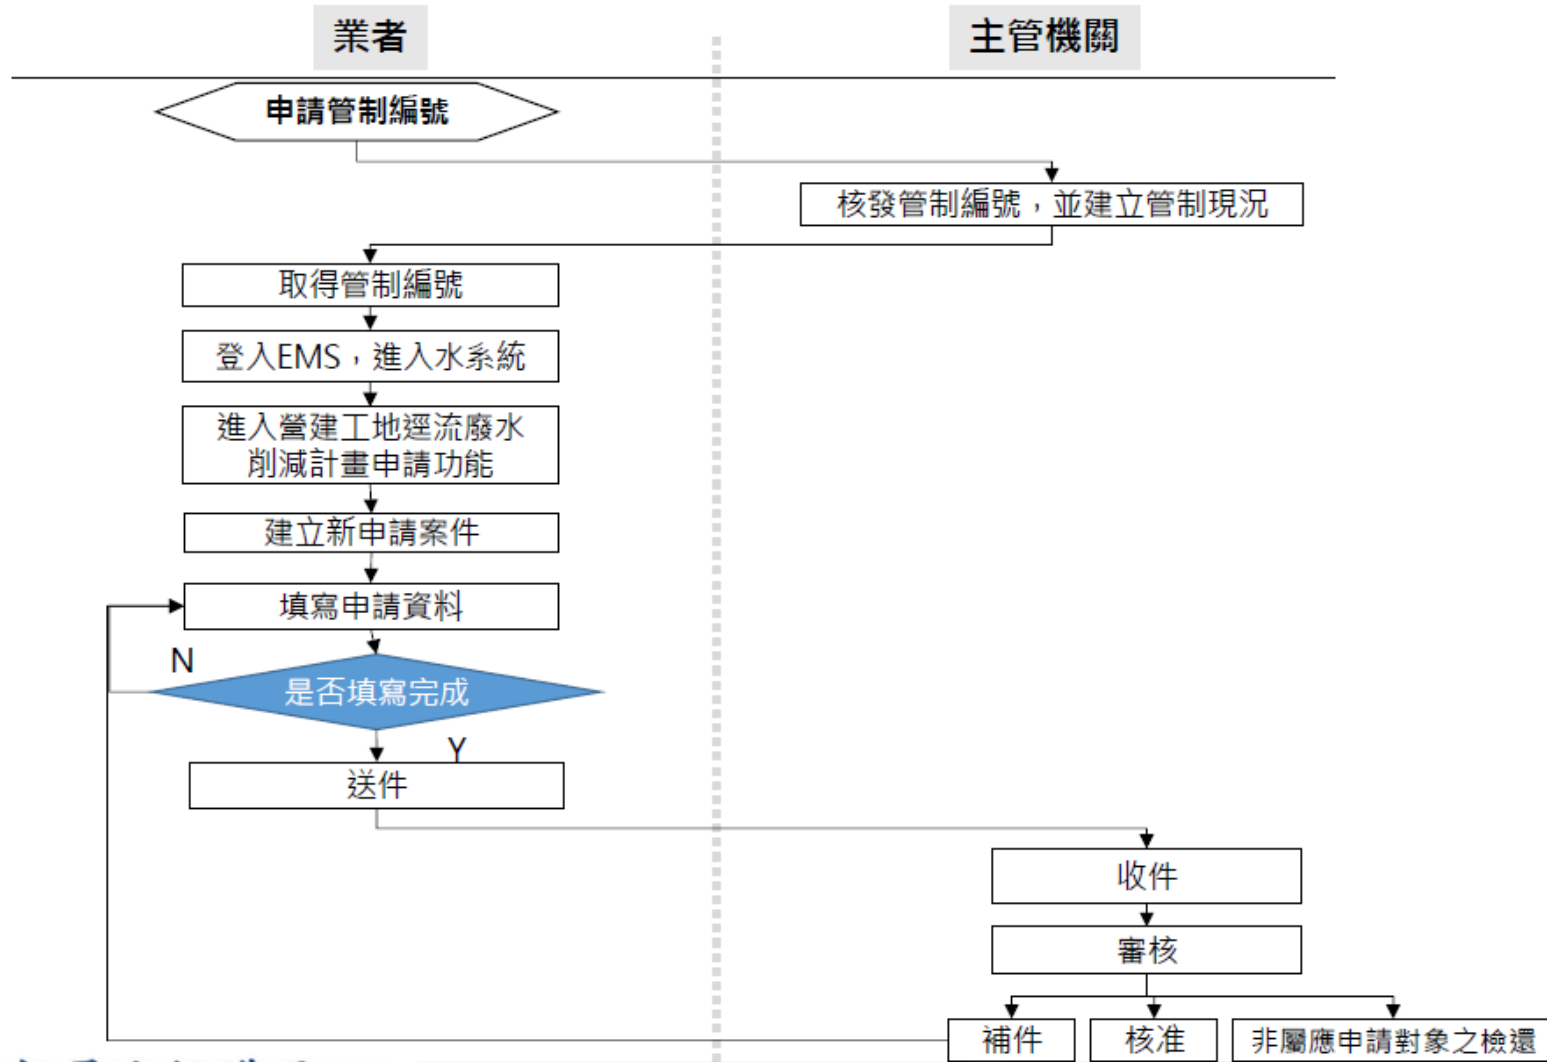 業者
主管機關
申請管制編號
核發管制編號，並建立管制現況
取得管制編號
登入EMS，進入水系統
進入營建工地逕流廢水
削減計畫申請功能
建立新申請案件
填寫申請資料
N
是否填寫完成
Y
送件
收件
審核
補件
核准
非屬應申請對象之檢還